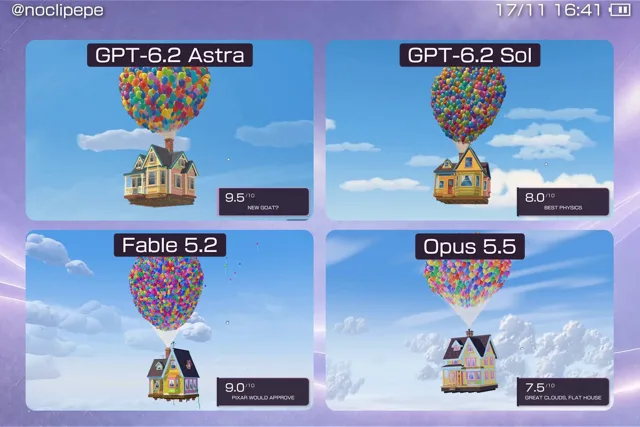 @noclipepe
17/11 16:41
GPT-6.2 Astra
GPT-6.2 Sol
9.5/10
NEW GOAT?
8.0/10
BEST PHYSICS
Fable 5.2
Opus 5.5
9.0/10
PIXAR WOULD APPROVE
7.5/10
GREAT CLOUDS, FLAT HOUSE